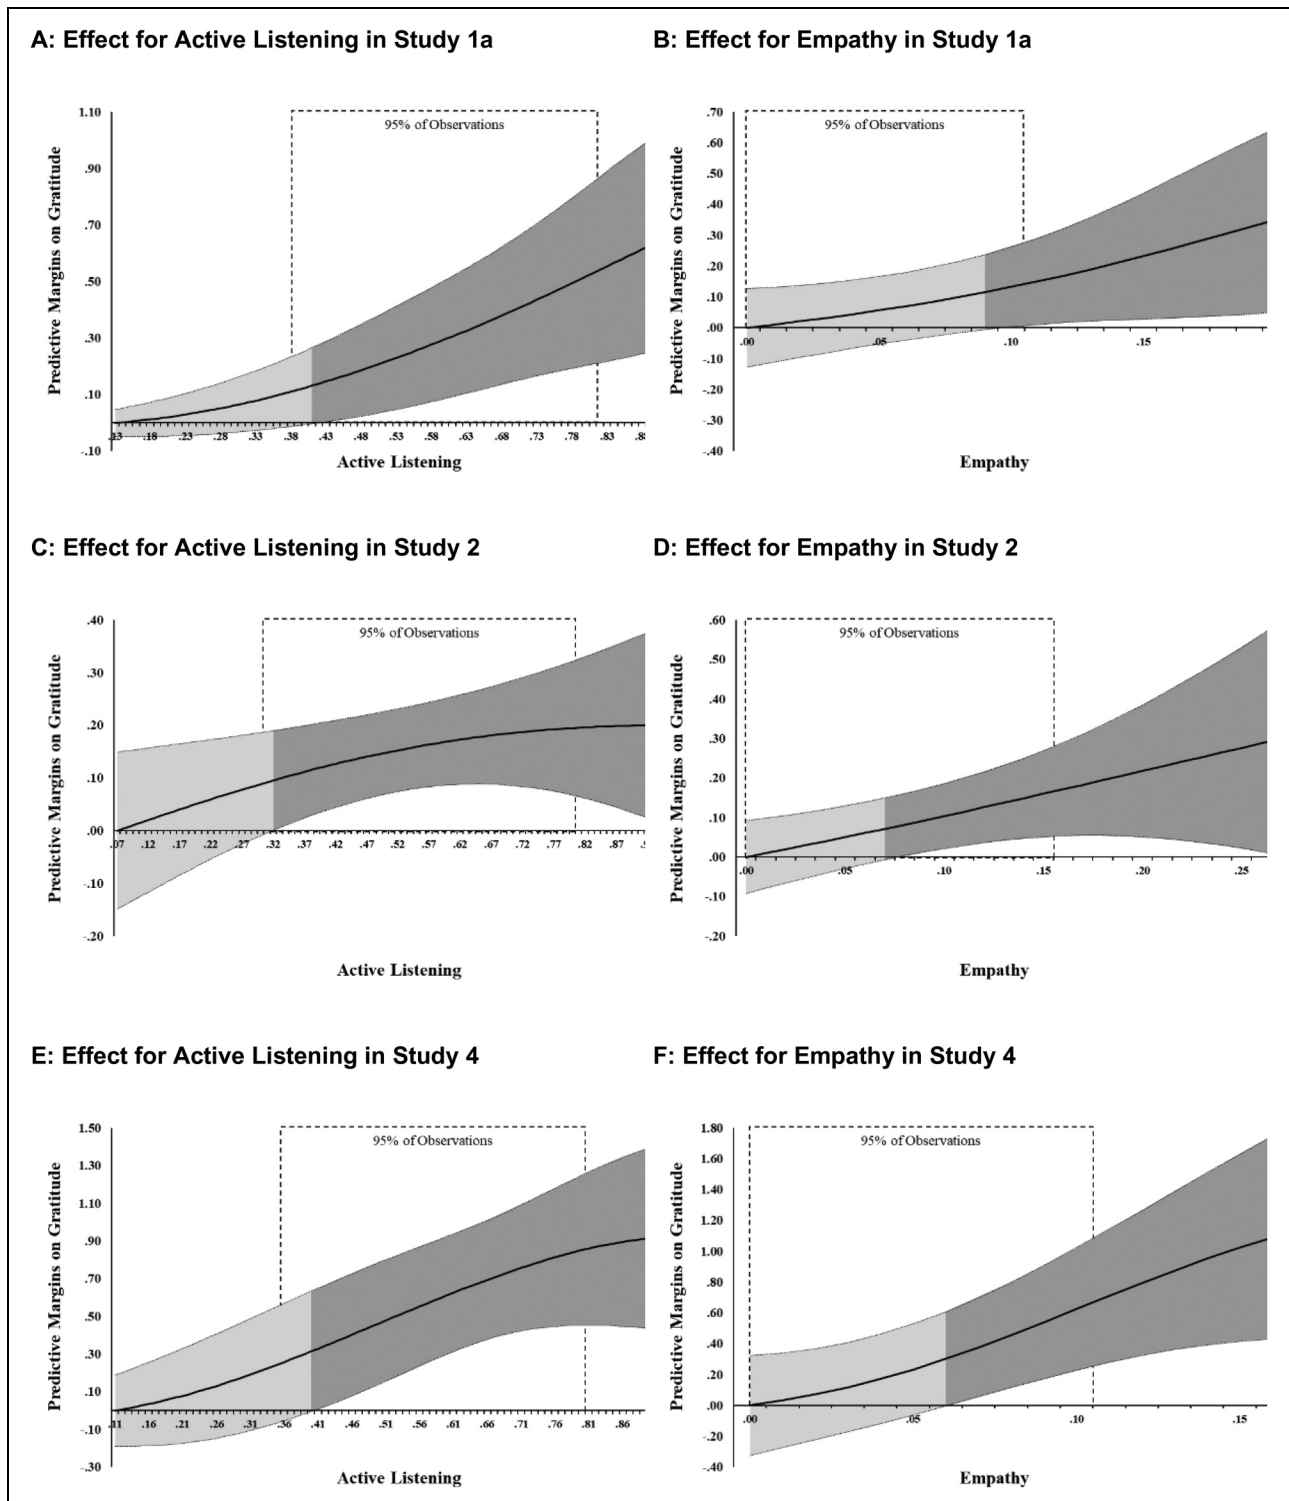 A: Effect for Active Listening in Study 1a
1.10
.90
.70
.50
.30
.10
-.10
Predictive Margins on Gratitude
95% of Observations
.13 .18 .23 .28 .33 .38 .43 .48 .53 .58 .63 .68 .73 .78 .83
Active Listening
B: Effect for Empathy in Study 1a
.70
.60
.50
.40
.30
.20
.10
.00
-.10
-.20
-.30
-.40
Predictive Margins on Gratitude
95% of Observations
.00 .05 .10 .15
Empathy
C: Effect for Active Listening in Study 2
.40
.30
.20
.10
.00
-.10
-.20
Predictive Margins on Gratitude
95% of Observations
.07 .12 .17 .22 .27 .32 .37 .42 .47 .52 .57 .62 .67 .72 .77 .82 .87
Active Listening
D: Effect for Empathy in Study 2
.60
.50
.40
.30
.20
.10
.00
-.10
-.20
Predictive Margins on Gratitude
95% of Observations
.00 .05 .10 .15 .20 .25
Empathy
E: Effect for Active Listening in Study 4
1.50
1.30
1.10
.90
.70
.50
.30
.10
-.10
-.30
Predictive Margins on Gratitude
95% of Observations
.11 .16 .21 .26 .31 .36 .41 .46 .51 .56 .61 .66 .71 .76 .81 .86
Active Listening
F: Effect for Empathy in Study 4
1.80
1.60
1.40
1.20
1.00
.80
.60
.40
.20
.00
-.20
-.40
Predictive Margins on Gratitude
95% of Observations
.00 .05 .10 .15
Empathy